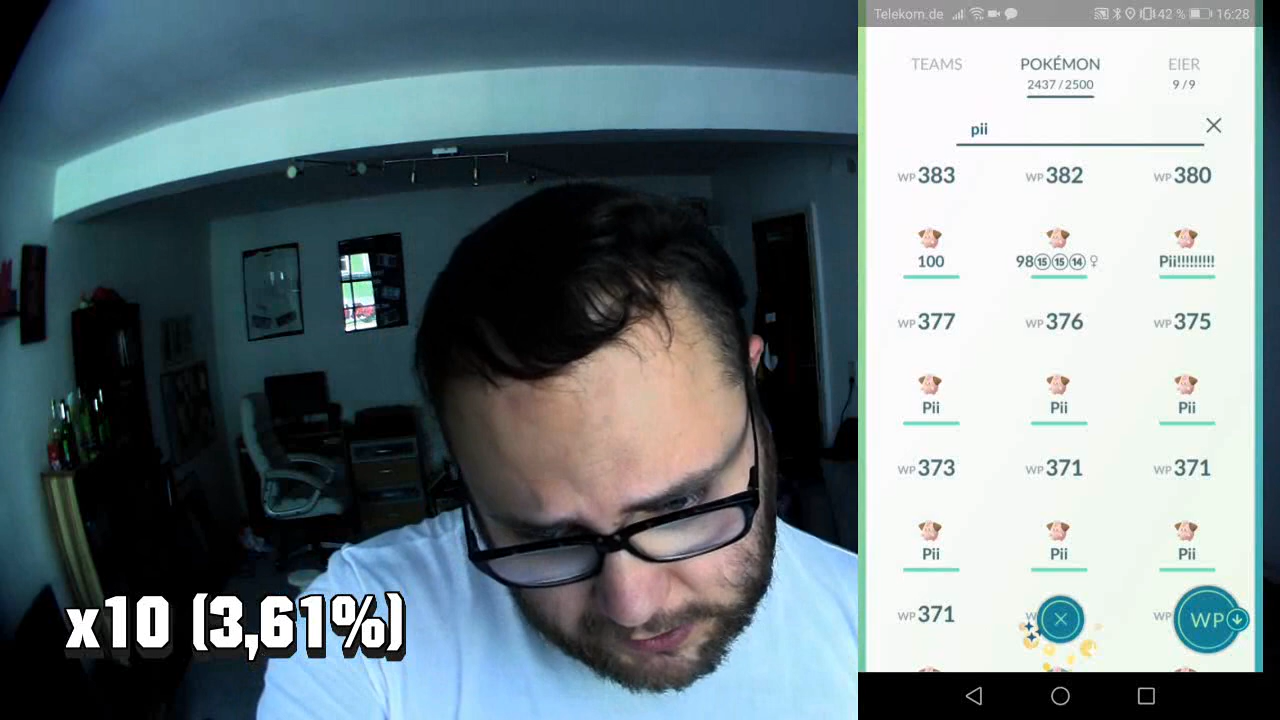 Telekom.de 42 % 16:28
TEAMS POKÉMON EIER
2437 / 2500 9 / 9
pii
WP 383 WP 382 WP 380
100 98⑮⑮⑭♀ Pii!!!!!!!!!
WP 377 WP 376 WP 375
Pii Pii Pii
WP 373 WP 371 WP 371
Pii Pii Pii
WP 371 WP WP
x10 (3,61%)